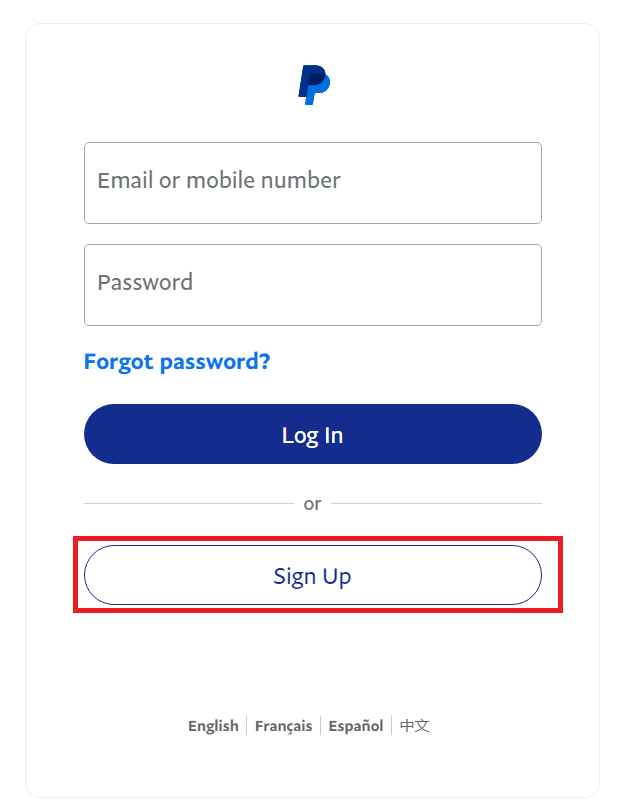 Email or mobile number
Password
Forgot password?
Log In
or
Sign Up
English Français Español 中文